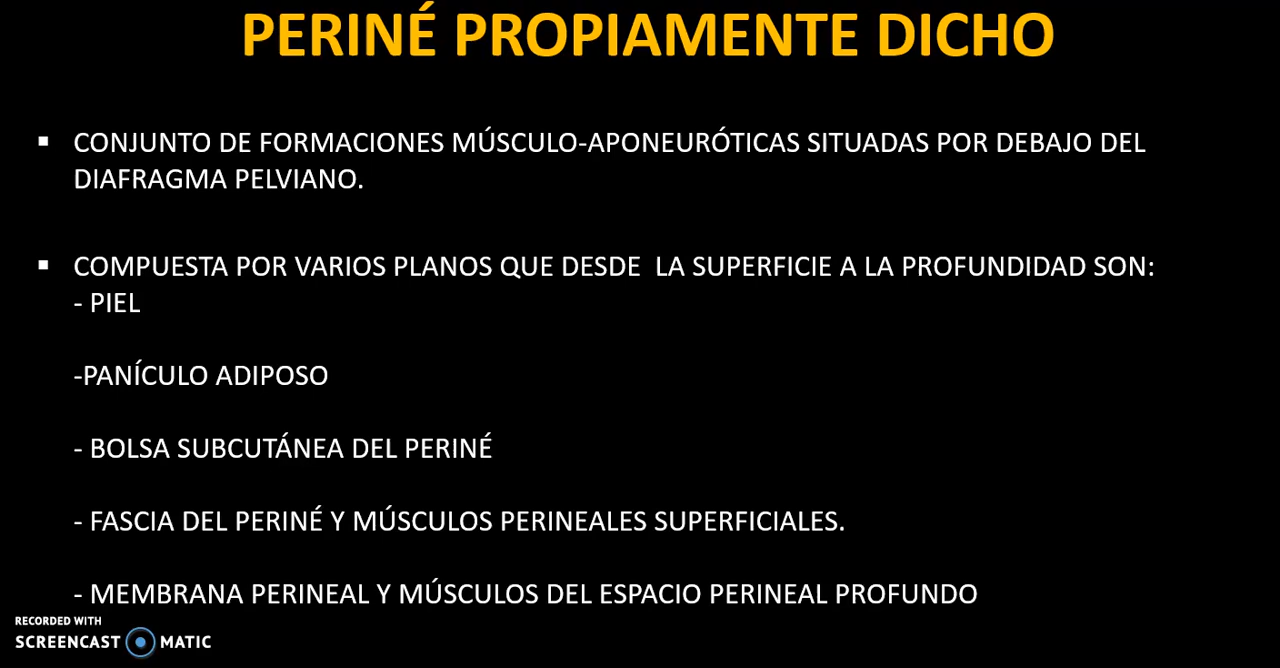 PERINÉ PROPIAMENTE DICHO
▪ CONJUNTO DE FORMACIONES MÚSCULO-APONEURÓTICAS SITUADAS POR DEBAJO DEL
DIAFRAGMA PELVIANO.
▪ COMPUESTA POR VARIOS PLANOS QUE DESDE LA SUPERFICIE A LA PROFUNDIDAD SON:
- PIEL
-PANÍCULO ADIPOSO
- BOLSA SUBCUTÁNEA DEL PERINÉ
- FASCIA DEL PERINÉ Y MÚSCULOS PERINEALES SUPERFICIALES.
- MEMBRANA PERINEAL Y MÚSCULOS DEL ESPACIO PERINEAL PROFUNDO
RECORDED WITH
SCREENCAST MATIC